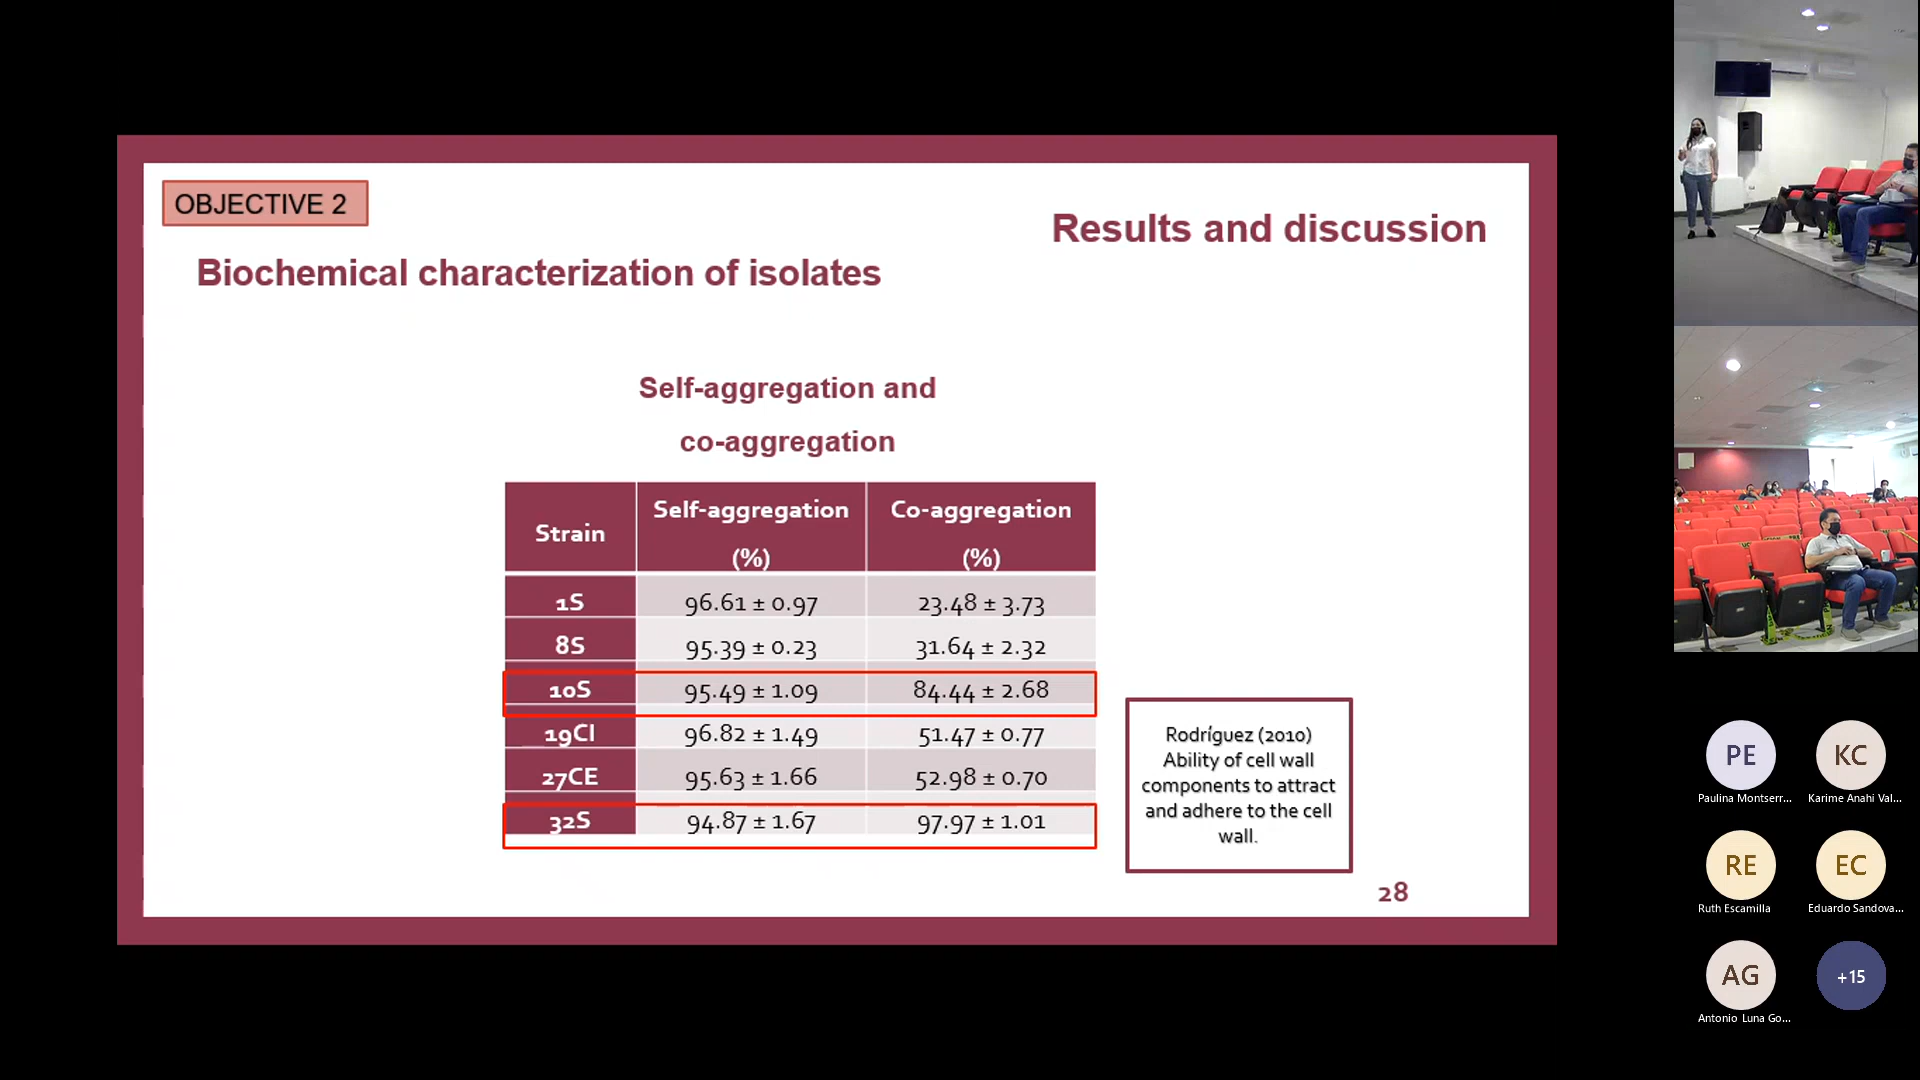 OBJECTIVE 2
Results and discussion
Biochemical characterization of isolates
Self-aggregation and
co-aggregation
Strain Self-aggregation (%) Co-aggregation (%)
1S 96.61 ± 0.97 23.48 ± 3.73
8S 95.39 ± 0.23 31.64 ± 2.32
10S 95.49 ± 1.09 84.44 ± 2.68
19CI 96.82 ± 1.49 51.47 ± 0.77
27CE 95.63 ± 1.66 52.98 ± 0.70
32S 94.87 ± 1.67 97.97 ± 1.01
Rodríguez (2010)
Ability of cell wall
components to attract
and adhere to the cell
wall.
28
PE KC
Paulina Montserr... Karime Anahi Val...
RE EC
Ruth Escamilla Eduardo Sandova...
AG +15
Antonio Luna Go...